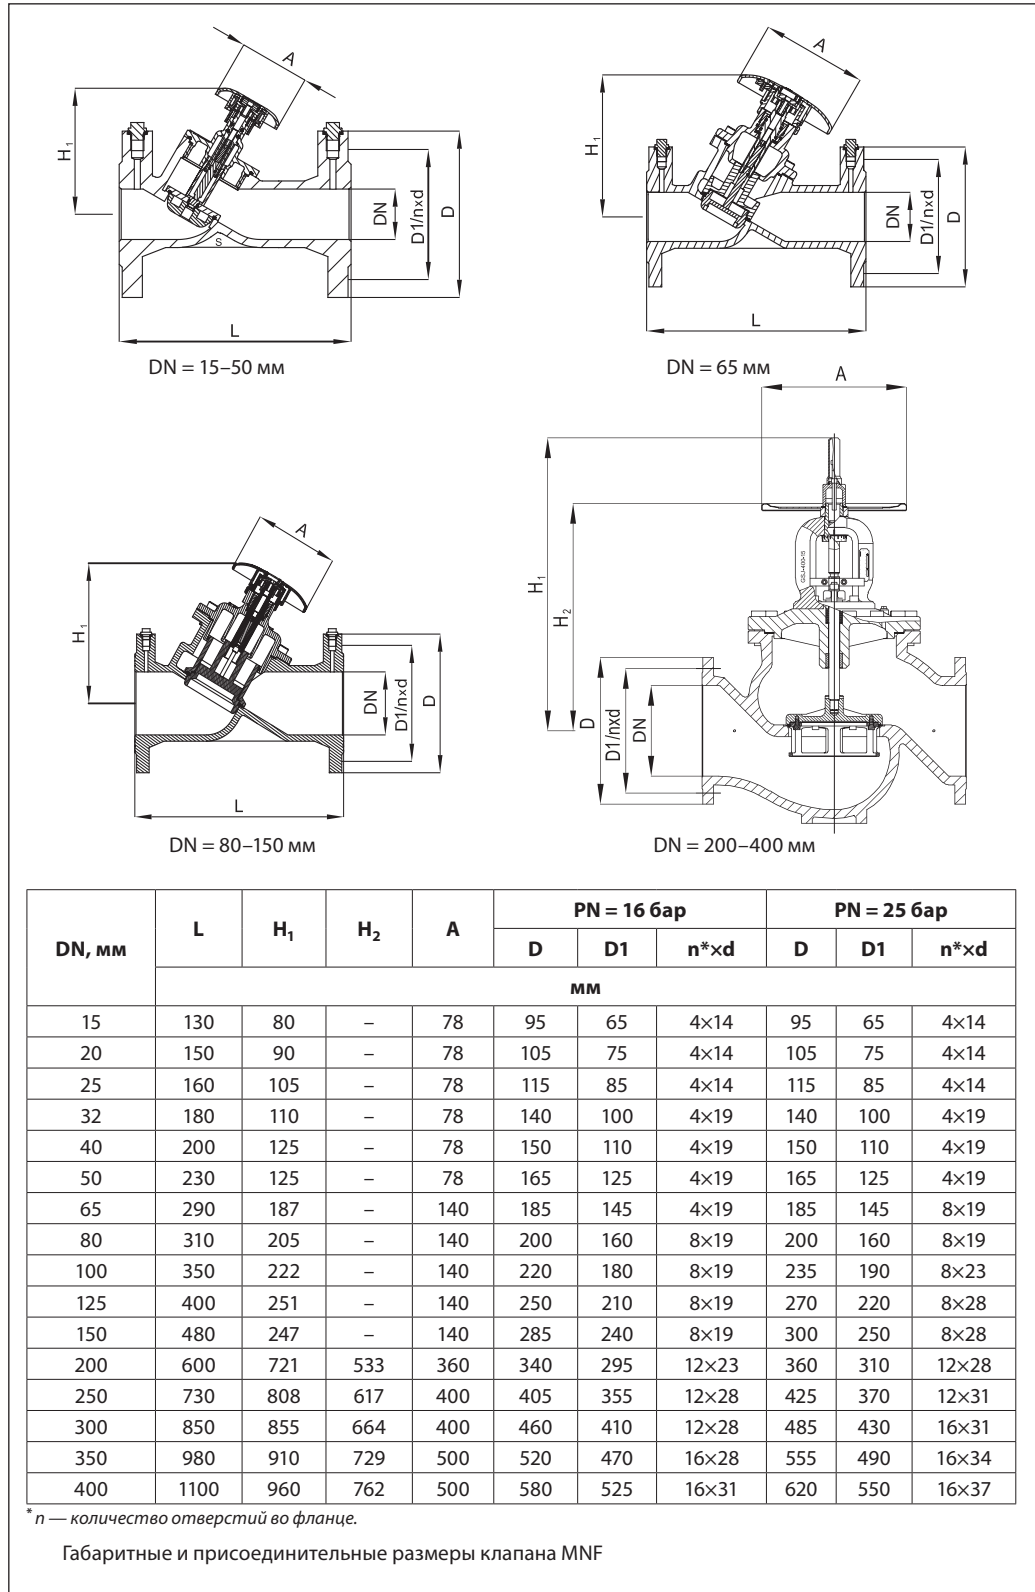 A
H₁
DN
D1/n×d
D
S
L
DN = 15–50 мм
A
H₁
DN
D1/n×d
D
L
DN = 65 мм
A
H₁
DN
D1/n×d
D
L
DN = 80–150 мм
A
H₁
H₂
D
D1/nxd
DN
DN = 200–400 мм
DN, мм L H₁ H₂ A PN = 16 бар PN = 25 бар
D D1 n*×d D D1 n*×d
мм
15 130 80 – 78 95 65 4×14 95 65 4×14
20 150 90 – 78 105 75 4×14 105 75 4×14
25 160 105 – 78 115 85 4×14 115 85 4×14
32 180 110 – 78 140 100 4×19 140 100 4×19
40 200 125 – 78 150 110 4×19 150 110 4×19
50 230 125 – 78 165 125 4×19 165 125 4×19
65 290 187 – 140 185 145 4×19 185 145 8×19
80 310 205 – 140 200 160 8×19 200 160 8×19
100 350 222 – 140 220 180 8×19 235 190 8×23
125 400 251 – 140 250 210 8×19 270 220 8×28
150 480 247 – 140 285 240 8×19 300 250 8×28
200 600 721 533 360 340 295 12×23 360 310 12×28
250 730 808 617 400 405 355 12×28 425 370 12×31
300 850 855 664 400 460 410 12×28 485 430 16×31
350 980 910 729 500 520 470 16×28 555 490 16×34
400 1100 960 762 500 580 525 16×31 620 550 16×37
* n — количество отверстий во фланце.
Габаритные и присоединительные размеры клапана MNF